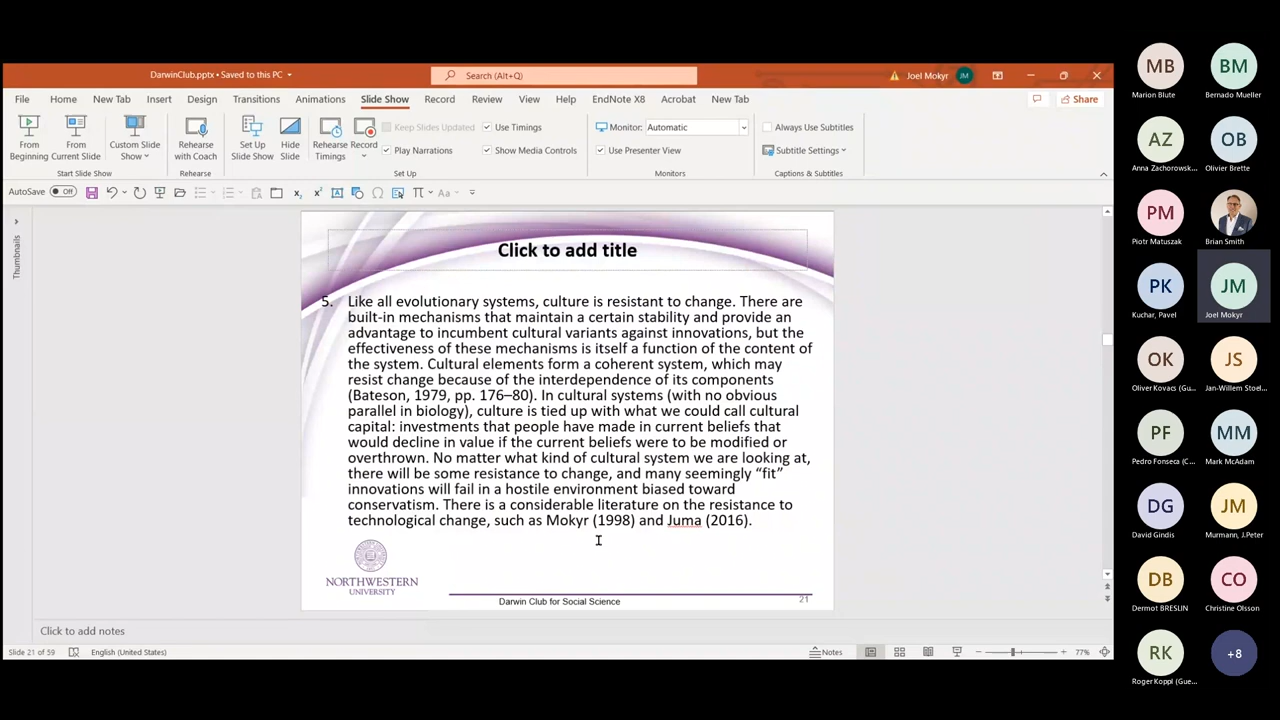 DarwinClub.pptx • Saved to this PC
Search (Alt+Q)
Joel Mokyr
JM
File Home New Tab Insert Design Transitions Animations Slide Show Record Review View Help EndNote X8 Acrobat New Tab
Share
From Beginning
From Current Slide
Custom Slide Show
Rehearse with Coach
Set Up Slide Show
Hide Slide
Rehearse Timings
Record
Keep Slides Updated
Use Timings
Play Narrations
Show Media Controls
Monitor: Automatic
Use Presenter View
Always Use Subtitles
Subtitle Settings
Start Slide Show
Rehearse
Set Up
Monitors
Captions & Subtitles
AutoSave Off
Thumbnails
Click to add title
5. Like all evolutionary systems, culture is resistant to change. There are
built-in mechanisms that maintain a certain stability and provide an
advantage to incumbent cultural variants against innovations, but the
effectiveness of these mechanisms is itself a function of the content of
the system. Cultural elements form a coherent system, which may
resist change because of the interdependence of its components
(Bateson, 1979, pp. 176–80). In cultural systems (with no obvious
parallel in biology), culture is tied up with what we could call cultural
capital: investments that people have made in current beliefs that
would decline in value if the current beliefs were to be modified or
overthrown. No matter what kind of cultural system we are looking at,
there will be some resistance to change, and many seemingly “fit”
innovations will fail in a hostile environment biased toward
conservatism. There is a considerable literature on the resistance to
technological change, such as Mokyr (1998) and Juma (2016).
NORTHWESTERN
UNIVERSITY
Darwin Club for Social Science
21
Click to add notes
Slide 21 of 59
English (United States)
Notes
77%
MB
Marion Blute
BM
Bernado Mueller
AZ
Anna Zachorowsk...
OB
Olivier Brette
PM
Piotr Matuszak
Brian Smith
PK
Kuchar, Pavel
JM
Joel Mokyr
OK
Oliver Kovacs (Gu...
JS
Jan-Willem Stoel...
PF
Pedro Fonseca (C...
MM
Mark McAdam
DG
David Gindis
JM
Murmann, J.Peter
DB
Dermot BRESLIN
CO
Christine Olsson
RK
Roger Koppl (Gue...
+8